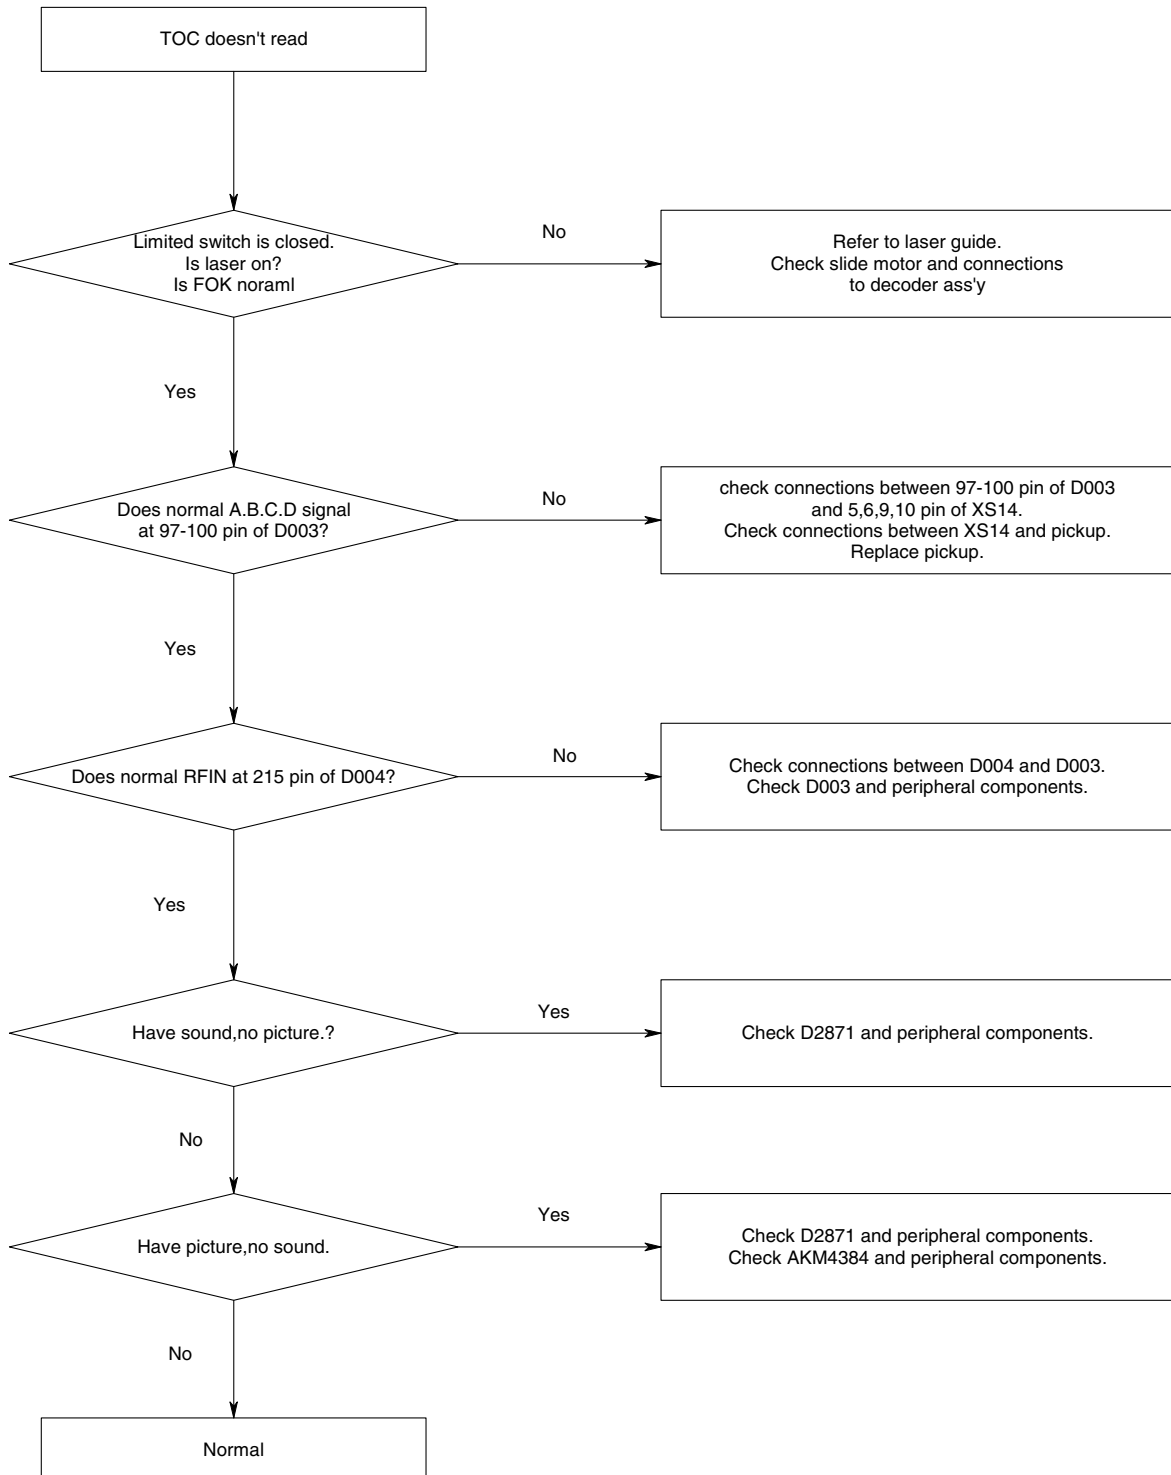 TOC doesn't read
Limited switch is closed.
Is laser on?
Is FOK noraml
No
Refer to laser guide.
Check slide motor and connections
to decoder ass'y
Yes
Does normal A.B.C.D signal
at 97-100 pin of D003?
No
check connections between 97-100 pin of D003
and 5,6,9,10 pin of XS14.
Check connections between XS14 and pickup.
Replace pickup.
Yes
Does normal RFIN at 215 pin of D004?
No
Check connections between D004 and D003.
Check D003 and peripheral components.
Yes
Have sound,no picture.?
Yes
Check D2871 and peripheral components.
No
Have picture,no sound.
Yes
Check D2871 and peripheral components.
Check AKM4384 and peripheral components.
No
Normal